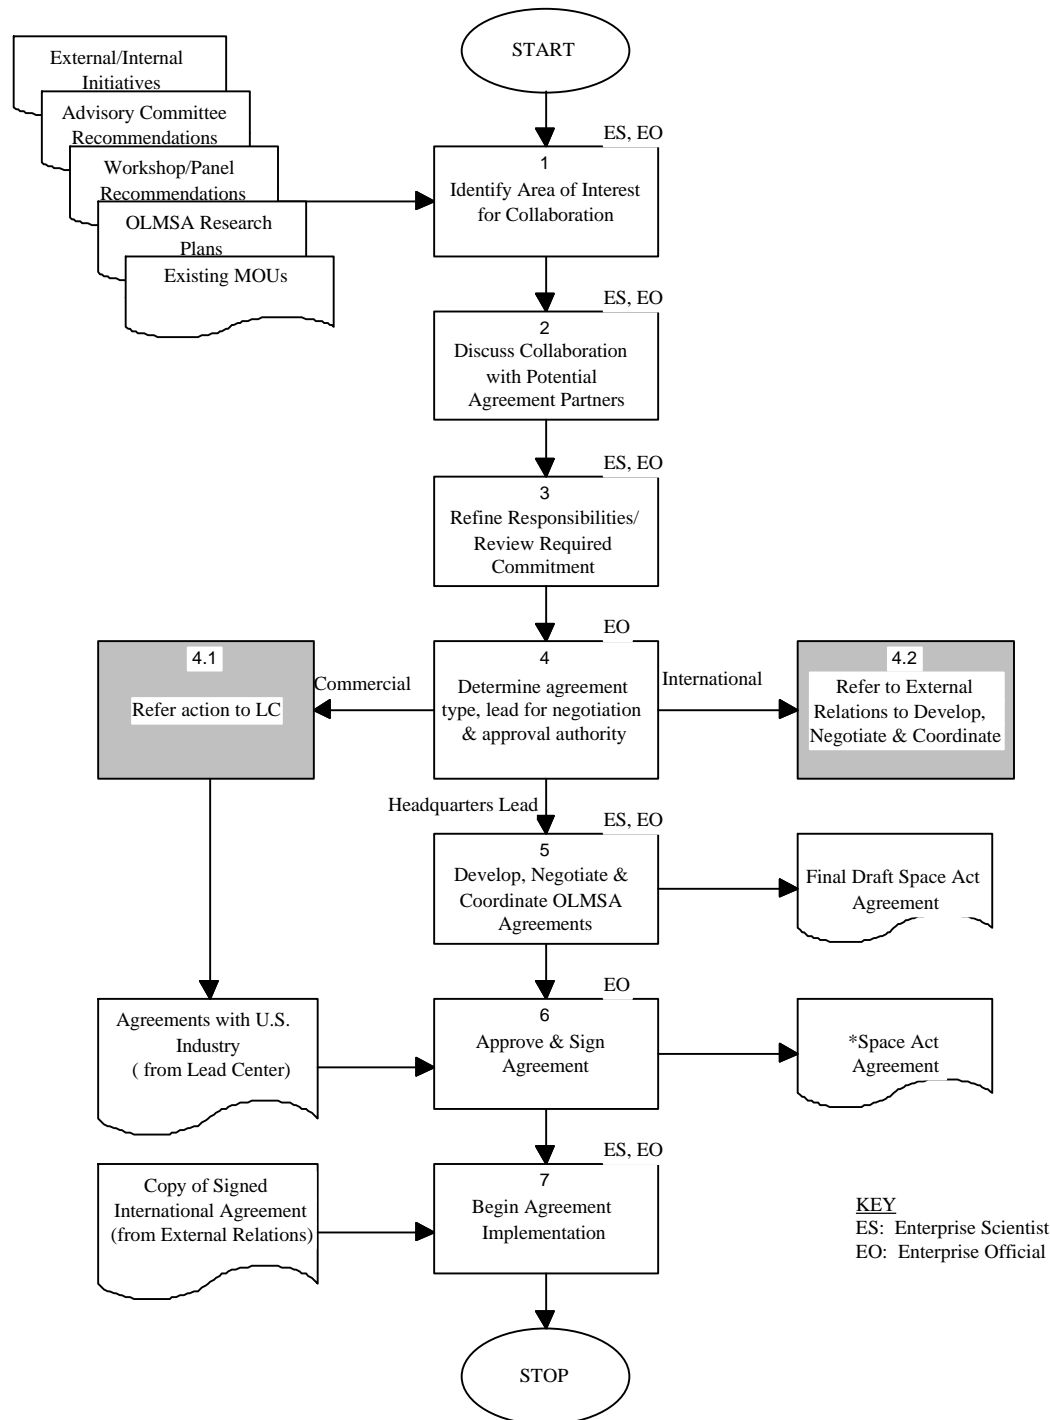 START
External/Internal
Initiatives
Advisory Committee
Recommendations
Workshop/Panel
Recommendations
OLMSA Research
Plans
Existing MOUs
ES, EO
1
Identify Area of Interest
for Collaboration
ES, EO
2
Discuss Collaboration
with Potential
Agreement Partners
ES, EO
3
Refine Responsibilities/
Review Required
Commitment
EO
4.1
Refer action to LC
Commercial
4
Determine agreement
type, lead for negotiation
& approval authority
International
4.2
Refer to External
Relations to Develop,
Negotiate & Coordinate
Headquarters Lead
ES, EO
5
Develop, Negotiate &
Coordinate OLMSA
Agreements
Final Draft Space Act
Agreement
EO
Agreements with U.S.
Industry
( from Lead Center)
6
Approve & Sign
Agreement
*Space Act
Agreement
ES, EO
Copy of Signed
International Agreement
(from External Relations)
7
Begin Agreement
Implementation
KEY
ES: Enterprise Scientist
EO: Enterprise Official
STOP